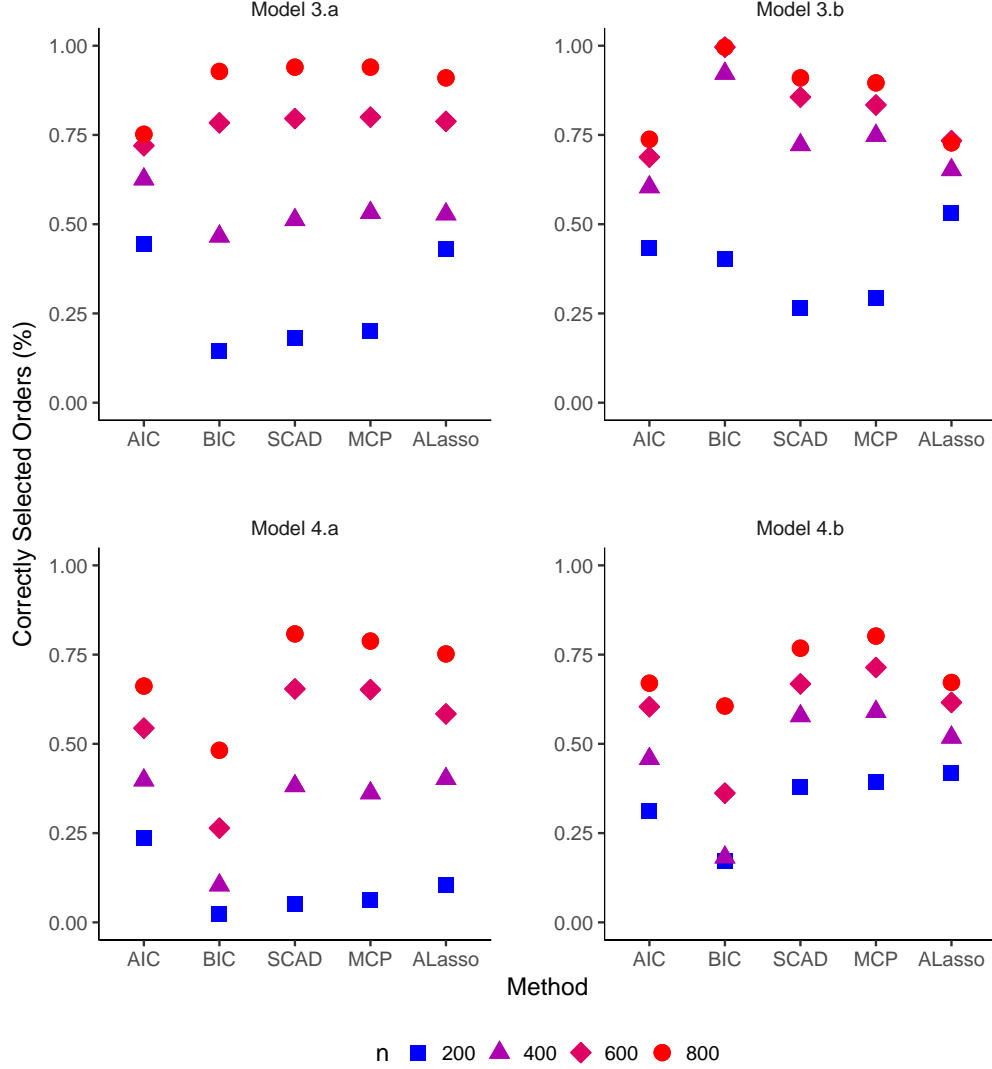 Model 3.a
Model 3.b
Correctly Selected Orders (%)
1.00
0.75
0.50
0.25
0.00
AIC BIC SCAD MCP ALasso
1.00
0.75
0.50
0.25
0.00
AIC BIC SCAD MCP ALasso
Model 4.a
Model 4.b
1.00
0.75
0.50
0.25
0.00
AIC BIC SCAD MCP ALasso
1.00
0.75
0.50
0.25
0.00
AIC BIC SCAD MCP ALasso
Method
n 200 400 600 800